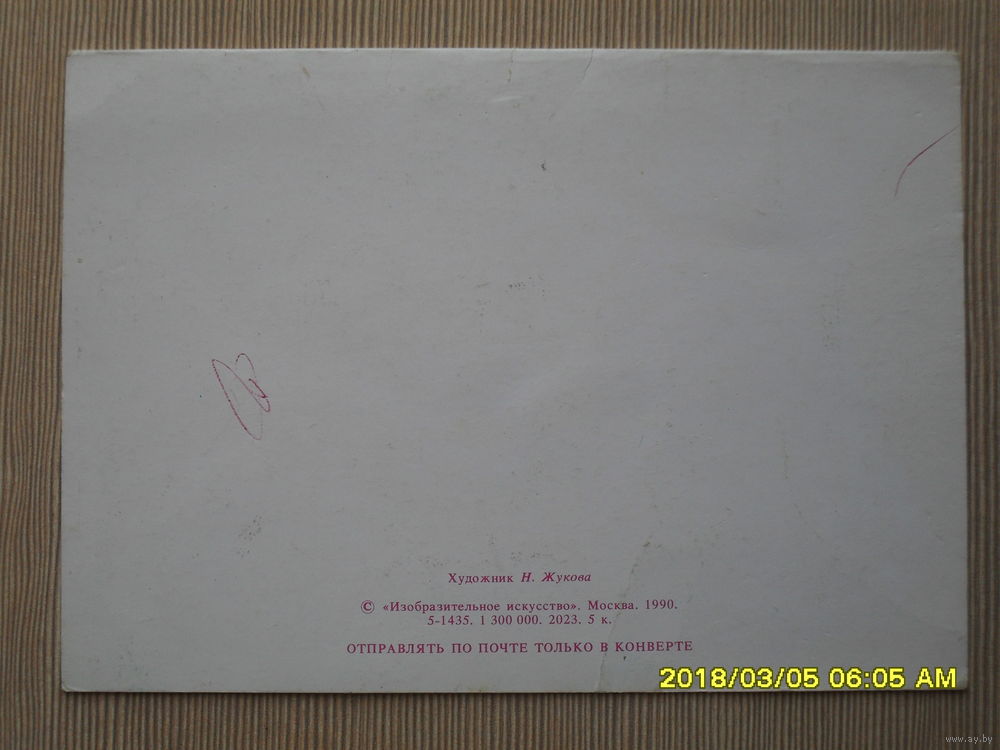 Художник Н. Жукова
© «Изобразительное искусство». Москва. 1990.
5-1435. 1 300 000. 2023. 5 к.
ОТПРАВЛЯТЬ ПО ПОЧТЕ ТОЛЬКО В КОНВЕРТЕ
2018/03/05 06:05 AM
www.ay.by